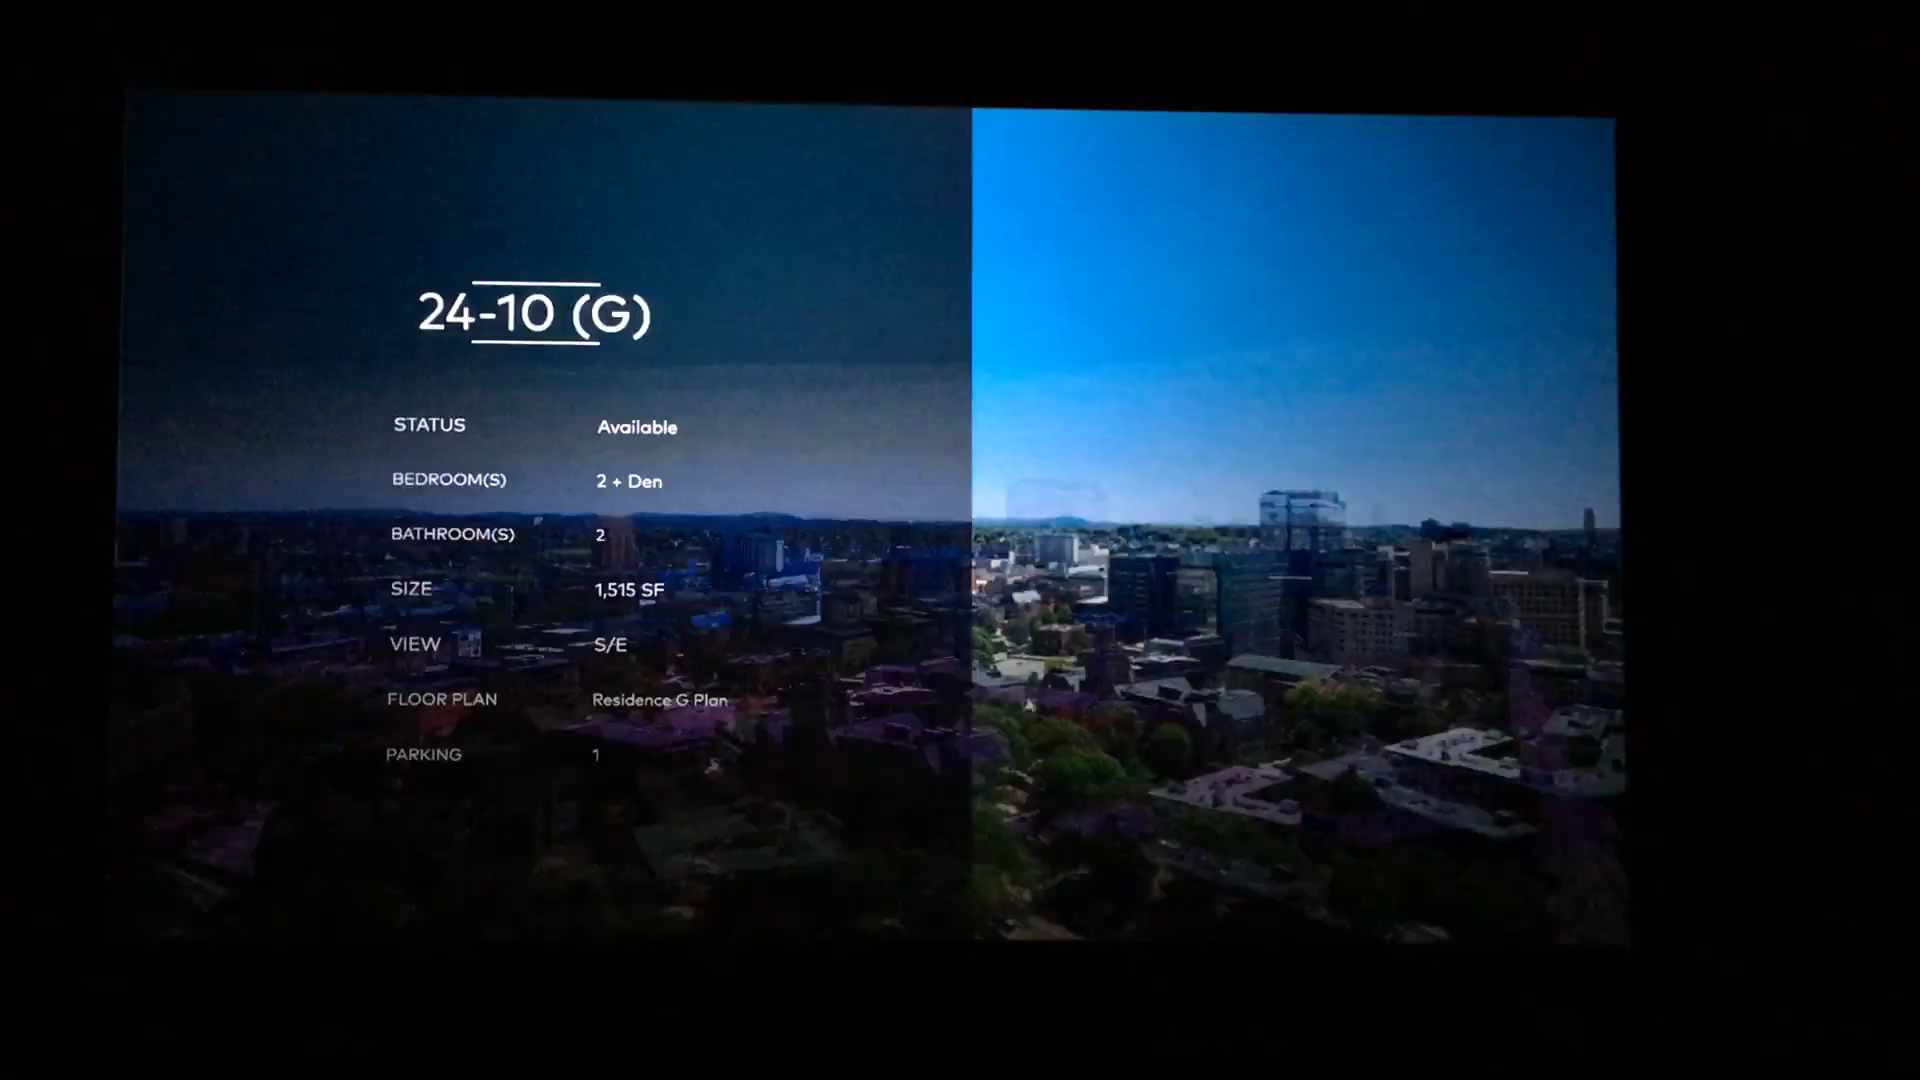 24-10 (G)
STATUS Available
BEDROOM(S) 2 + Den
BATHROOM(S) 2
SIZE 1,515 SF
VIEW S/E
FLOOR PLAN Residence G Plan
PARKING 1